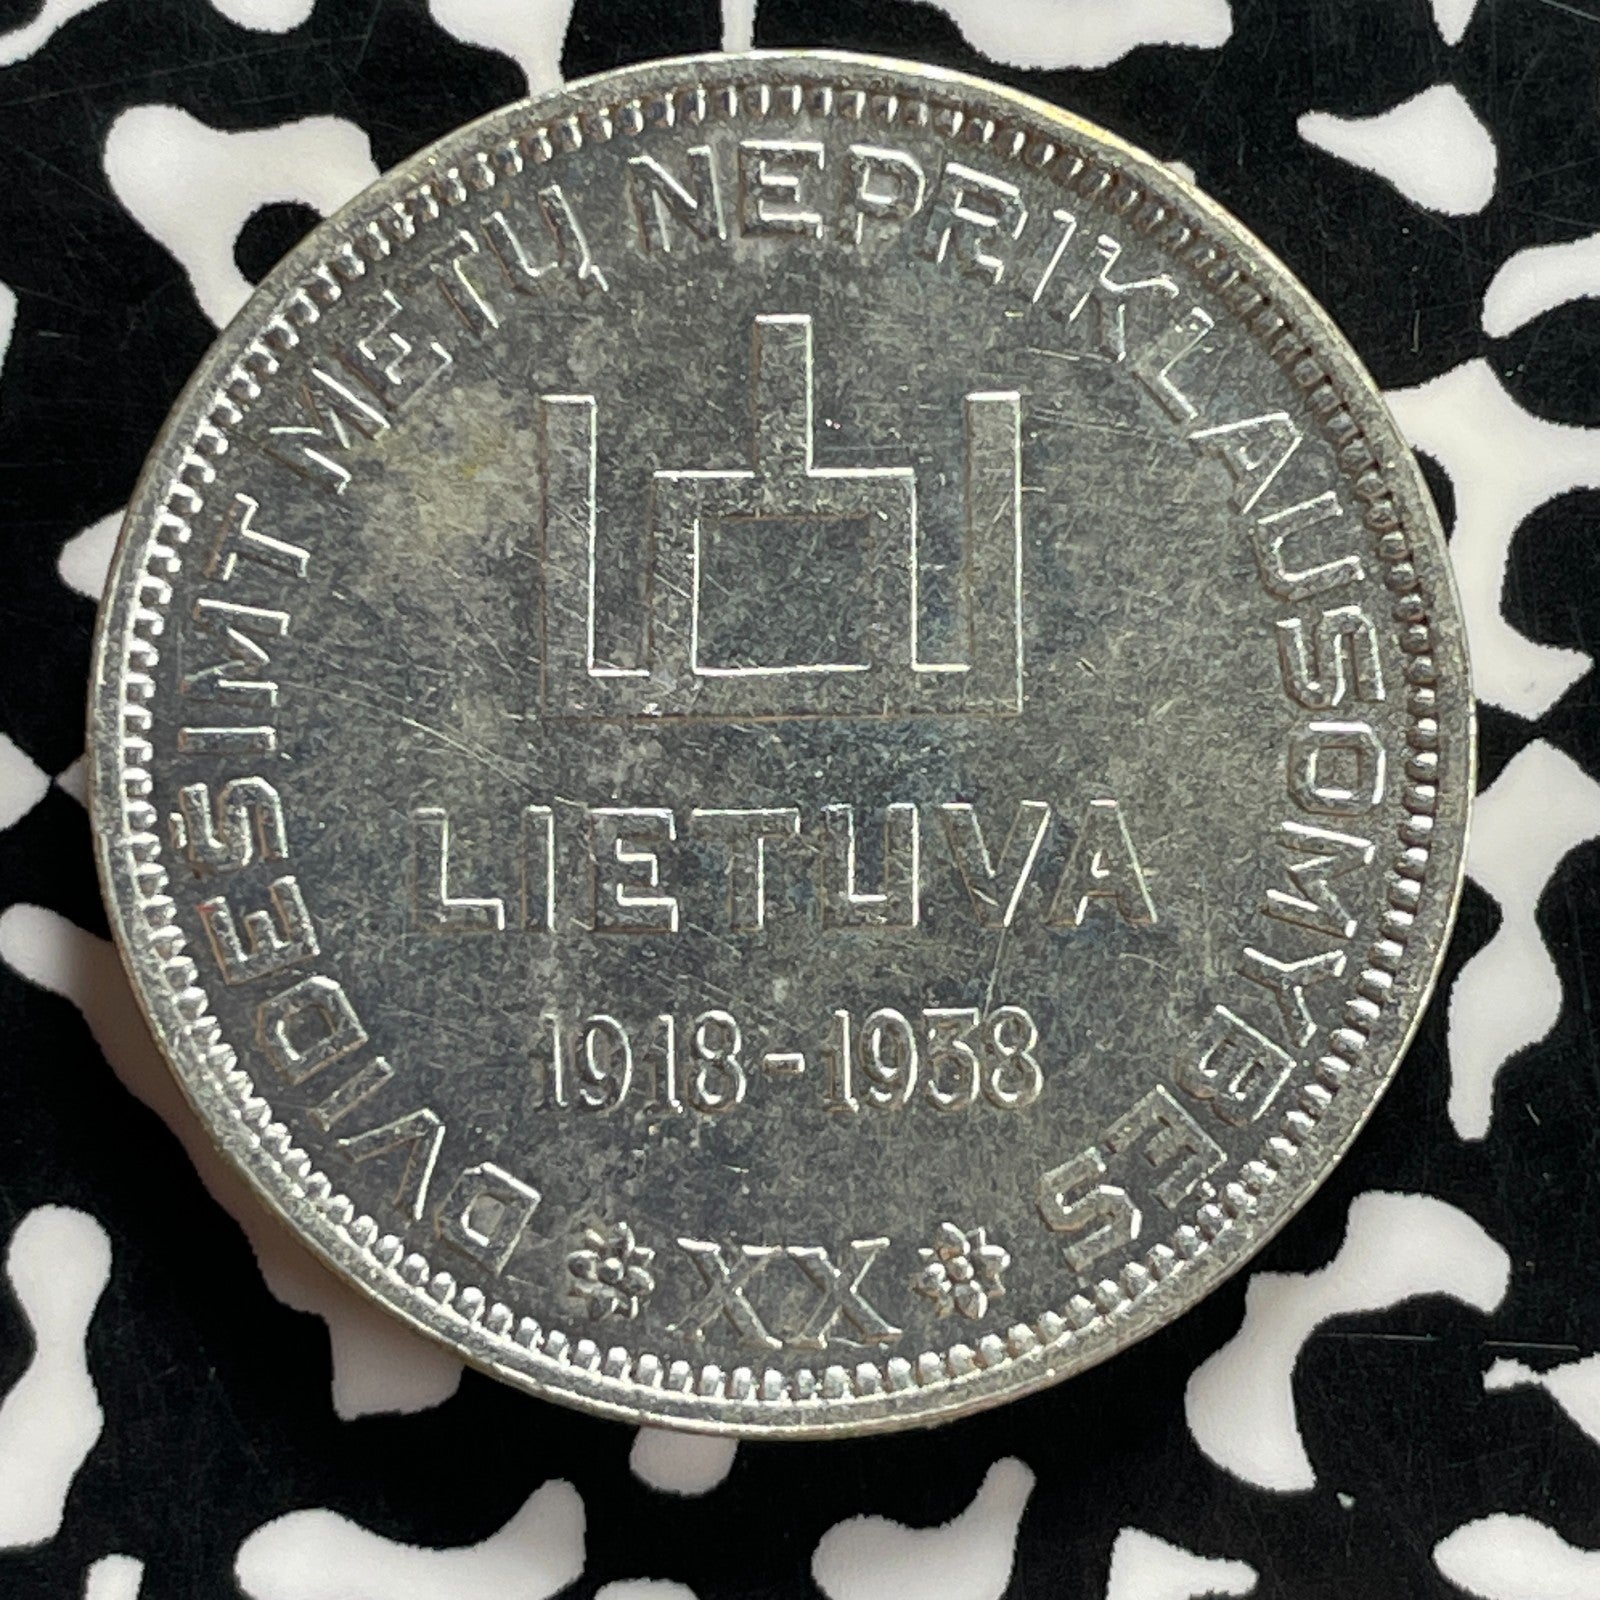 DVIDEŠIMT METŲ NEPRIKLAUSOMYBĖS
LIETUVA
1918-1938
XX